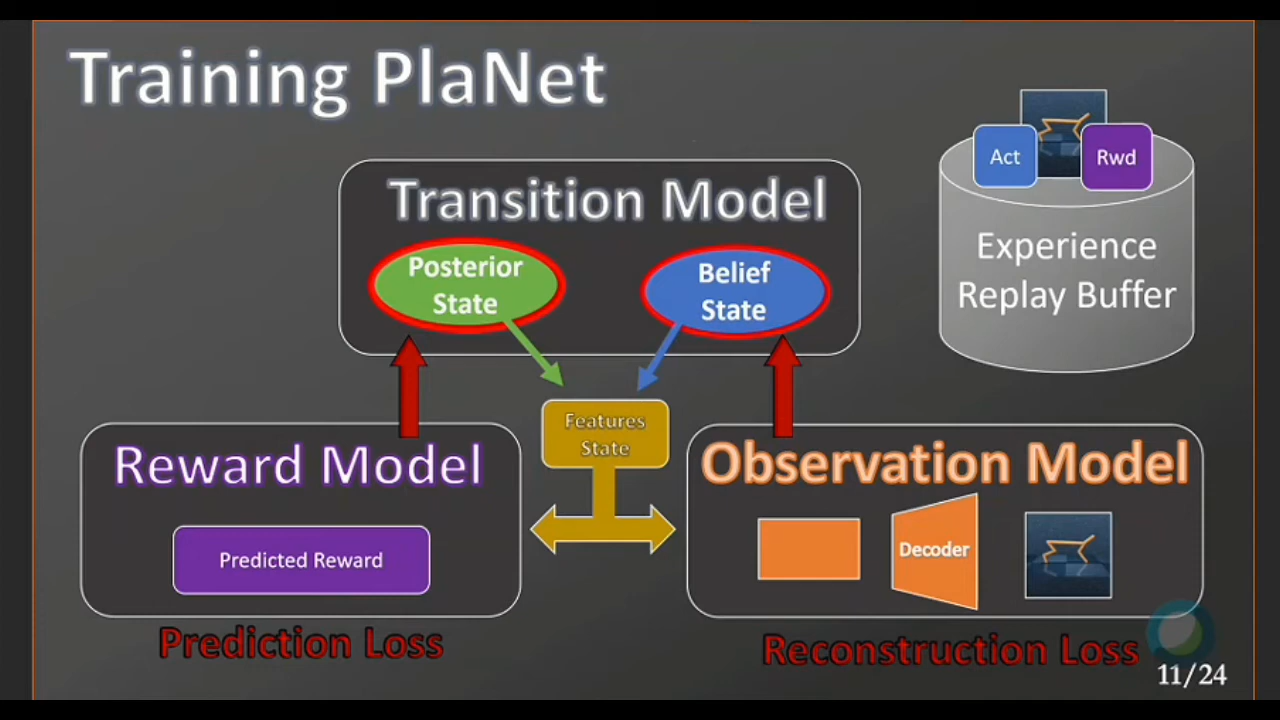 Training PlaNet
Act
Rwd
Experience
Replay Buffer
Transition Model
Posterior
State
Belief
State
Features
State
Reward Model
Predicted Reward
Prediction Loss
Observation Model
Decoder
Reconstruction Loss
11/24